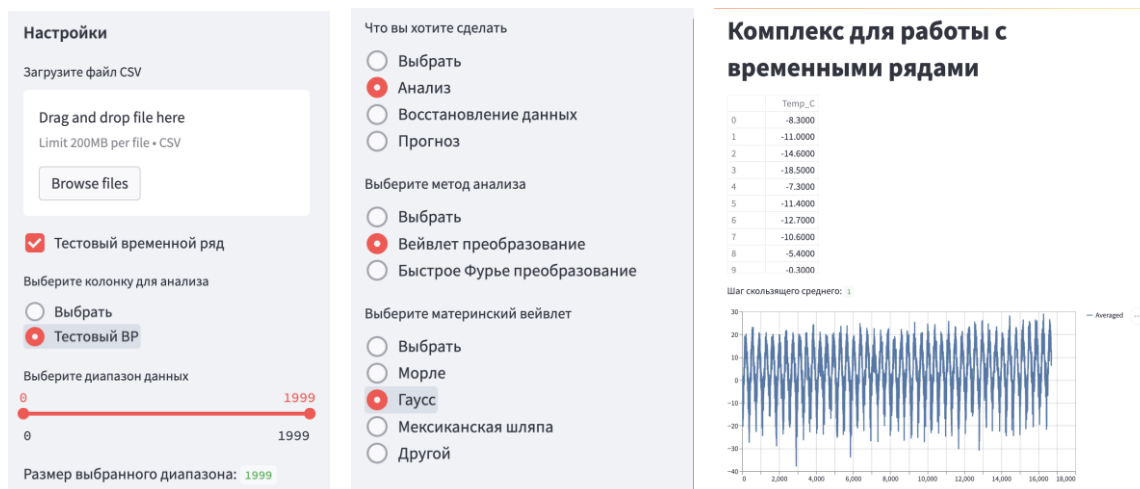 Настройки
Загрузите файл CSV
Drag and drop file here
Limit 200MB per file • CSV
Browse files
Тестовый временной ряд
Выберите колонку для анализа
Выбрать
Тестовый ВР
Выберите диапазон данных
0 1999
0 1999
Размер выбранного диапазона: 1999
Что вы хотите сделать
Выбрать
Анализ
Восстановление данных
Прогноз
Выберите метод анализа
Выбрать
Вейвлет преобразование
Быстрое Фурье преобразование
Выберите материнский вейвлет
Выбрать
Морле
Гаусс
Мексиканская шляпа
Другой
Комплекс для работы с
временными рядами
Temp_C
0 -8.3000
1 -11.0000
2 -14.6000
3 -18.5000
4 -7.3000
5 -11.4000
6 -12.7000
7 -10.6000
8 -5.4000
9 -0.3000
Шаг скользящего среднего: 1
30
Averaged
20
10
0
-10
-20
-30
-40
0 2,000 4,000 6,000 8,000 10,000 12,000 14,000 16,000 18,000